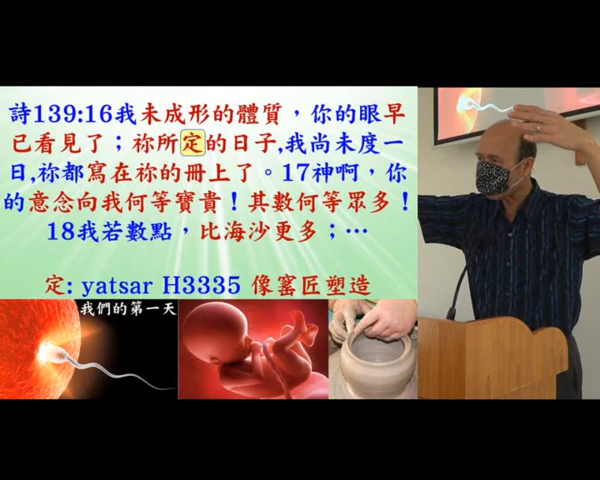 詩139:16我未成形的體質，你的眼早
已看見了；祢所定的日子,我尚未度一
日,祢都寫在祢的冊上了。17神啊，你
的意念向我何等寶貴！其數何等眾多！
18我若數點，比海沙更多；…
定: yatsar H3335 像窰匠塑造
我們的第一天